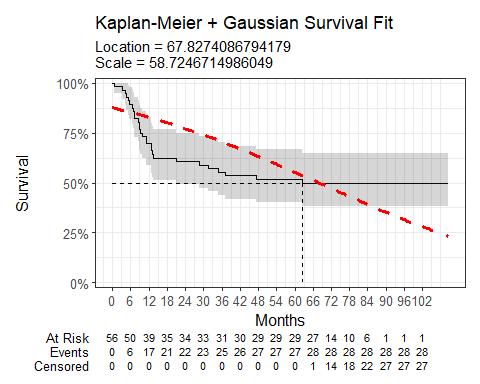 Kaplan-Meier + Gaussian Survival Fit
Location = 67.8274086794179
Scale = 58.7246714986049
100%
75%
50%
25%
0%
Survival
0 6 12 18 24 30 36 42 48 54 60 66 72 78 84 90 96 102
Months
At Risk 56 50 39 35 34 33 31 30 29 29 29 27 14 10 6 1 1 1
Events 0 6 17 21 22 23 25 26 27 27 27 28 28 28 28 28 28 28
Censored 0 0 0 0 0 0 0 0 0 0 0 1 14 18 22 27 27 27